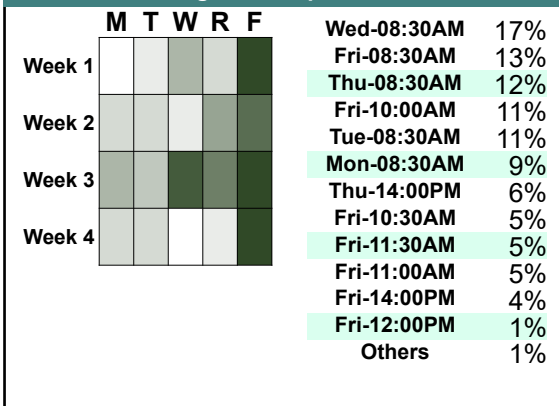 M T W R F
Week 1
Week 2
Week 3
Week 4
Wed-08:30AM 17%
Fri-08:30AM 13%
Thu-08:30AM 12%
Fri-10:00AM 11%
Tue-08:30AM 11%
Mon-08:30AM 9%
Thu-14:00PM 6%
Fri-10:30AM 5%
Fri-11:30AM 5%
Fri-11:00AM 5%
Fri-14:00PM 4%
Fri-12:00PM 1%
Others 1%